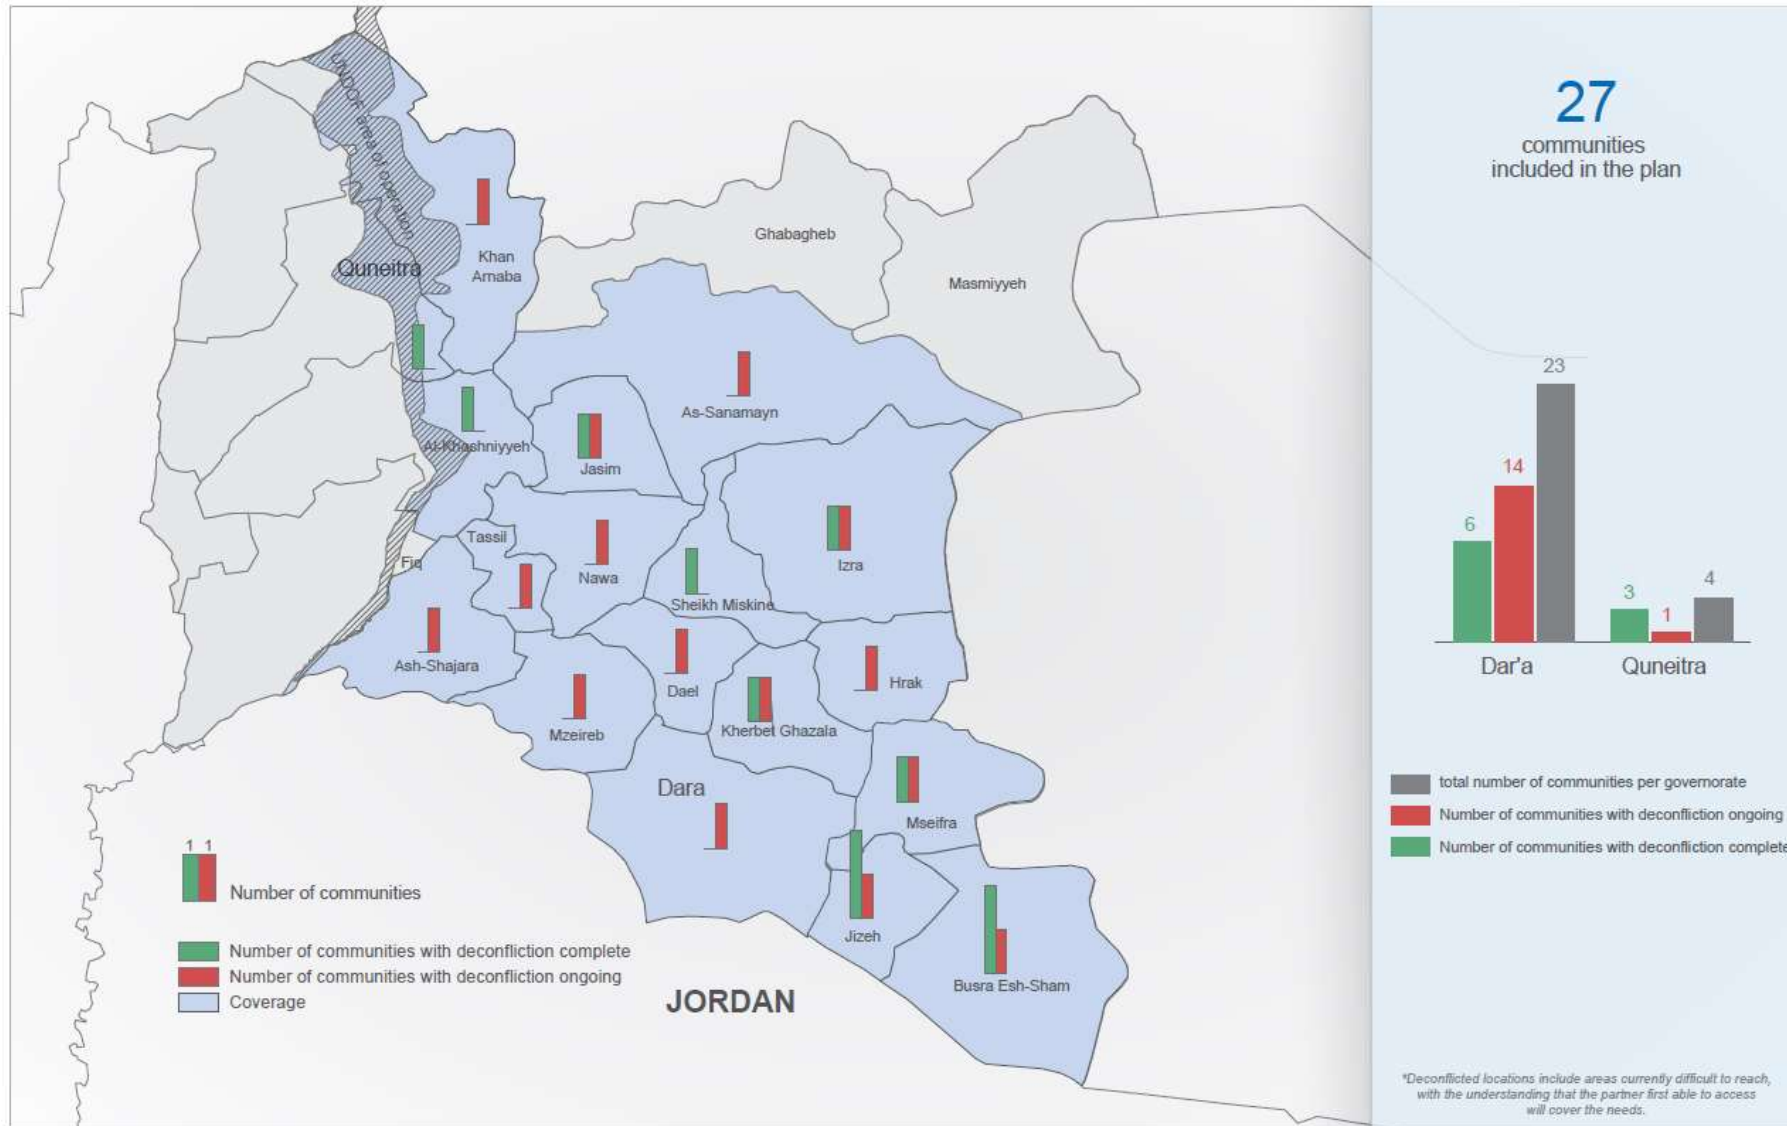 UNDOF area of operation
Quneitra
Khan
Arnaba
Ghabagheb
Masmiyyeh
As-Sanamayn
Al-Khashniyyeh
Jasim
Tassil
Fiq
Nawa
Izra
Sheikh Miskine
Ash-Shajara
Dael
Hrak
Mzeireb
Kherbet Ghazala
Dara
Mseifra
Jizeh
Busra Esh-Sham
JORDAN
1 1
Number of communities
Number of communities with deconfliction complete
Number of communities with deconfliction ongoing
Coverage
27
communities
included in the plan
6
14
23
3
1
4
Dar'a
Quneitra
total number of communities per governorate
Number of communities with deconfliction ongoing
Number of communities with deconfliction complete
*Deconflicted locations include areas currently difficult to reach,
with the understanding that the partner first able to access
will cover the needs.